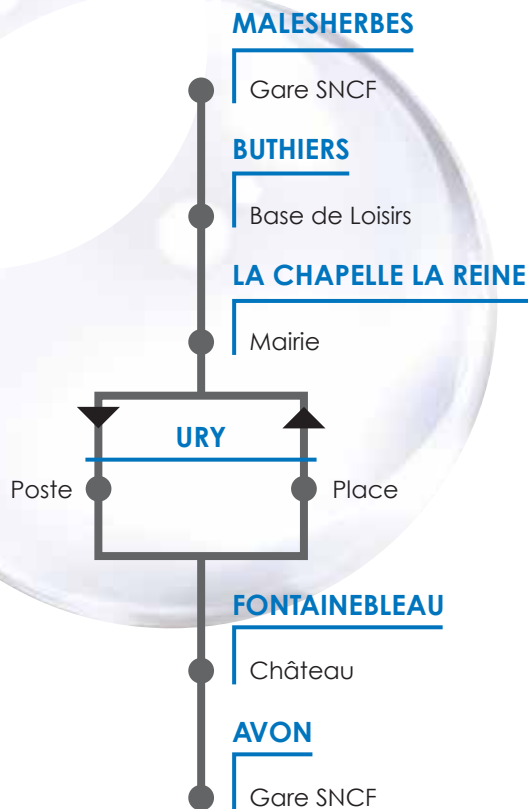 MALESHERBES
Gare SNCF
BUTHIERS
Base de Loisirs
LA CHAPELLE LA REINE
Mairie
URY
Poste
Place
FONTAINEBLEAU
Château
AVON
Gare SNCF